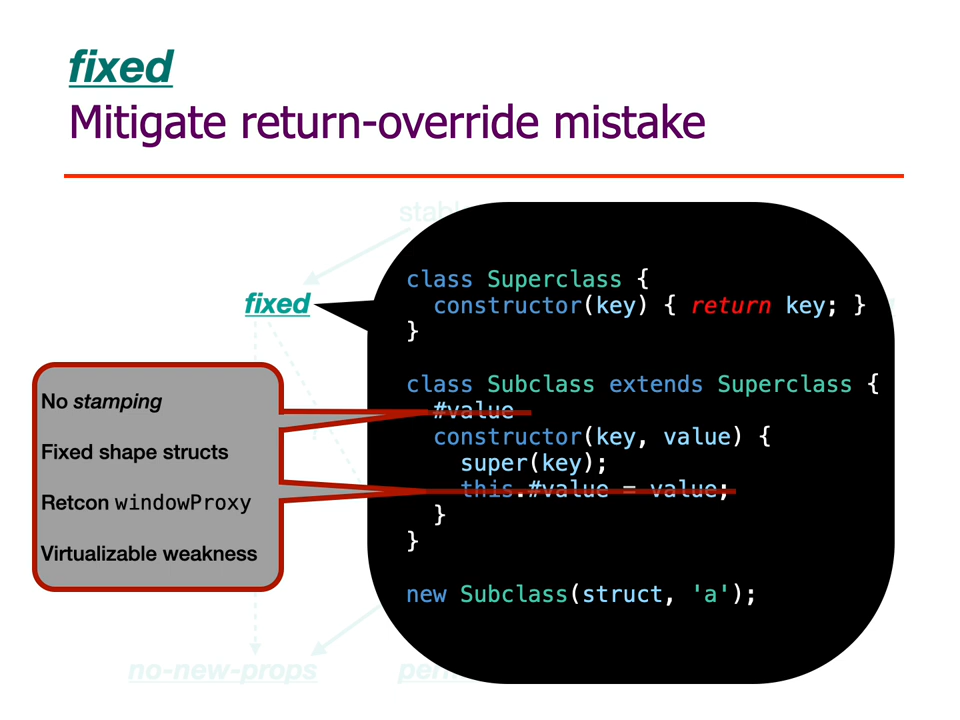 fixed
Mitigate return-override mistake
fixed
No stamping
Fixed shape structs
Retcon windowProxy
Virtualizable weakness
class Superclass {
constructor(key) { return key; }
}
class Subclass extends Superclass {
#value
constructor(key, value) {
super(key);
this.#value = value;
}
}
new Subclass(struct, 'a');
no-new-props